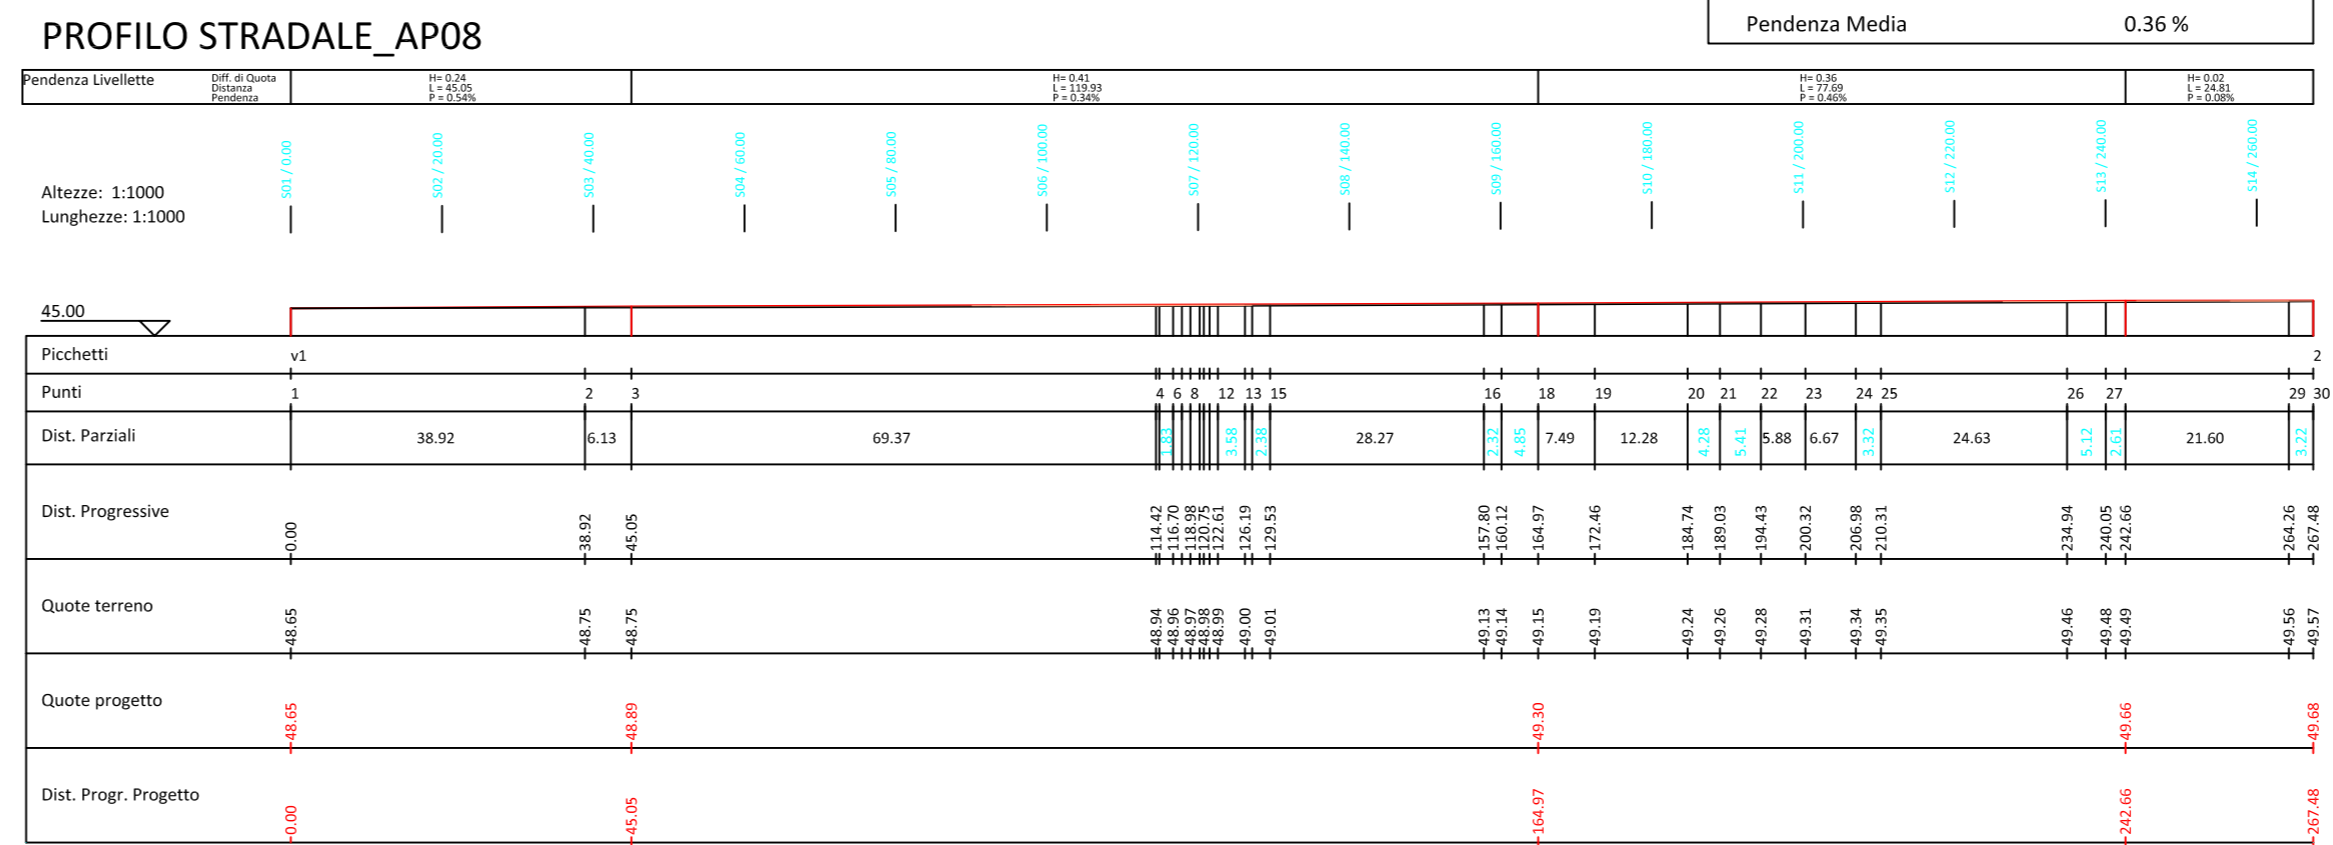 Pendenza Media 0.36 %
PROFILO STRADALE_AP08
Pendenza Livellette
Diff. di Quota
Distanza
Pendenza
H= 0.24
L = 45.05
P = 0.54%
H= 0.41
L = 119.93
P = 0.34%
H= 0.36
L = 77.69
P = 0.46%
H= 0.02
L = 24.81
P = 0.08%
S01 / 0.00
S02 / 20.00
S03 / 40.00
S04 / 60.00
S05 / 80.00
S06 / 100.00
S07 / 120.00
S08 / 140.00
S09 / 160.00
S10 / 180.00
S11 / 200.00
S12 / 220.00
S13 / 240.00
S14 / 260.00
Altezze: 1:1000
Lunghezze: 1:1000
45.00
Picchetti v1 2
Punti 1 2 3 4 6 8 12 13 15 16 18 19 20 21 22 23 24 25 26 27 29 30
Dist. Parziali 38.92 6.13 69.37 1.83 3.58 2.38 28.27 2.32 4.85 7.49 12.28 4.28 5.41 5.88 6.67 3.32 24.63 5.12 2.61 21.60 3.22
Dist. Progressive 0.00 38.92 45.05 114.42 116.70 118.98 120.75 122.61 126.19 129.53 157.80 160.12 164.97 172.46 184.74 189.03 194.43 200.32 206.98 210.31 234.94 240.05 242.66 264.26 267.48
Quote terreno 48.65 48.75 48.75 48.94 48.96 48.97 48.98 48.99 49.00 49.01 49.13 49.14 49.15 49.19 49.24 49.26 49.28 49.31 49.34 49.35 49.46 49.48 49.49 49.56 49.57
Quote progetto 48.65 48.89 49.30 49.66 49.68
Dist. Progr. Progetto 0.00 45.05 164.97 242.66 267.48